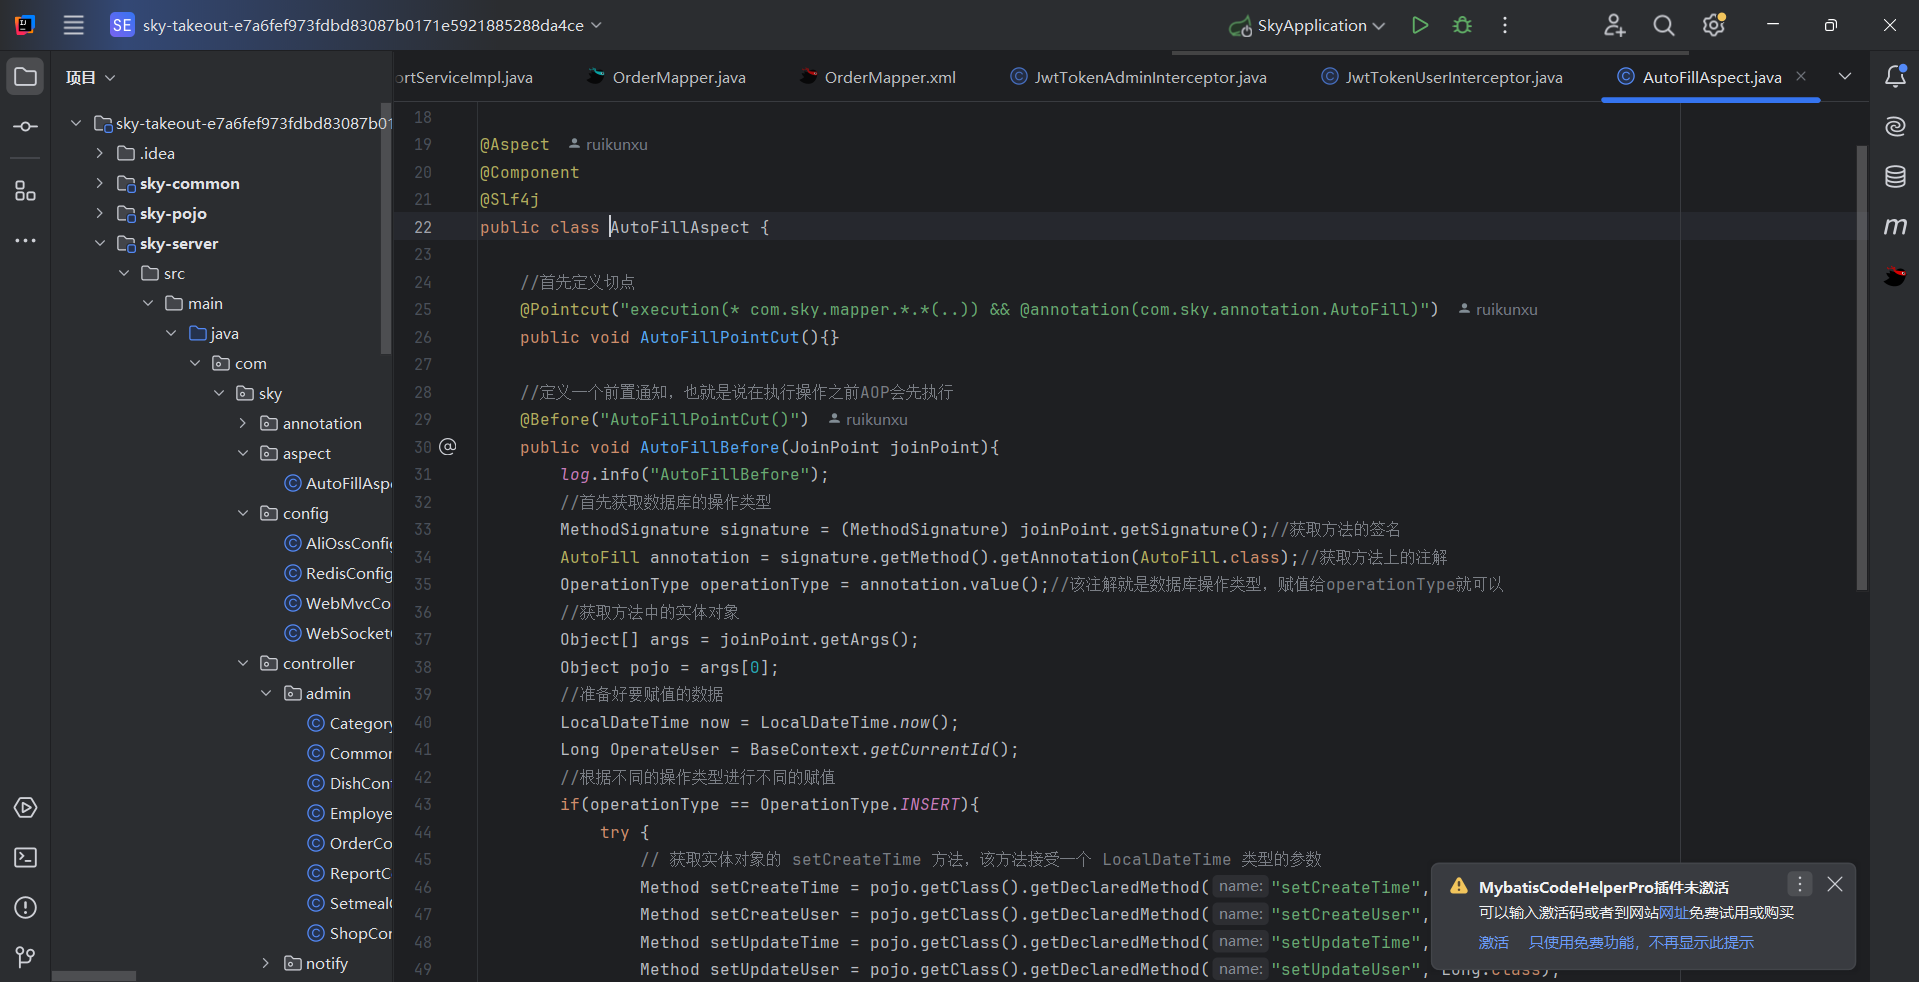 SE sky-takeout-e7a6fef973fdbd83087b0171e5921885288da4ce
SkyApplication
项目
ortServiceImpl.java
OrderMapper.java
OrderMapper.xml
JwtTokenAdminInterceptor.java
JwtTokenUserInterceptor.java
AutoFillAspect.java
sky-takeout-e7a6fef973fdbd83087b01
.idea
sky-common
sky-pojo
sky-server
src
main
java
com
sky
annotation
aspect
AutoFillAsp
config
AliOssConfig
RedisConfig
WebMvcCo
WebSocket
controller
admin
Category
Common
DishCon
Employe
OrderCo
ReportC
Setmeal
ShopCon
notify
18
19 @Aspect ruikunxu
20 @Component
21 @Slf4j
22 public class AutoFillAspect {
23
24 //首先定义切点
25 @Pointcut("execution(* com.sky.mapper.*.*(..)) && @annotation(com.sky.annotation.AutoFill)") ruikunxu
26 public void AutoFillPointCut(){}
27
28 //定义一个前置通知，也就是说在执行操作之前AOP会先执行
29 @Before("AutoFillPointCut()") ruikunxu
30 public void AutoFillBefore(JoinPoint joinPoint){
31 log.info("AutoFillBefore");
32 //首先获取数据库的操作类型
33 MethodSignature signature = (MethodSignature) joinPoint.getSignature();//获取方法的签名
34 AutoFill annotation = signature.getMethod().getAnnotation(AutoFill.class);//获取方法上的注解
35 OperationType operationType = annotation.value();//该注解就是数据库操作类型，赋值给operationType就可以
36 //获取方法中的实体对象
37 Object[] args = joinPoint.getArgs();
38 Object pojo = args[0];
39 //准备好要赋值的数据
40 LocalDateTime now = LocalDateTime.now();
41 Long OperateUser = BaseContext.getCurrentId();
42 //根据不同的操作类型进行不同的赋值
43 if(operationType == OperationType.INSERT){
44 try {
45 // 获取实体对象的 setCreateTime 方法，该方法接受一个 LocalDateTime 类型的参数
46 Method setCreateTime = pojo.getClass().getDeclaredMethod( name: "setCreateTime",
47 Method setCreateUser = pojo.getClass().getDeclaredMethod( name: "setCreateUser",
48 Method setUpdateTime = pojo.getClass().getDeclaredMethod( name: "setUpdateTime",
49 Method setUpdateUser = pojo.getClass().getDeclaredMethod( name: "setUpdateUser", Long.class);
MybatisCodeHelperPro插件未激活
可以输入激活码或者到网站网址免费试用或购买
激活 只使用免费功能，不再显示此提示